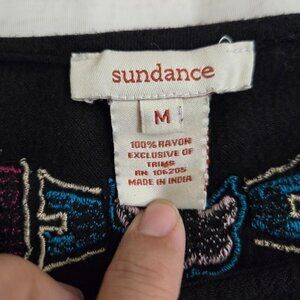 sundance
M
100% RAYON
EXCLUSIVE OF
TRIMS
RN 106205
MADE IN INDIA